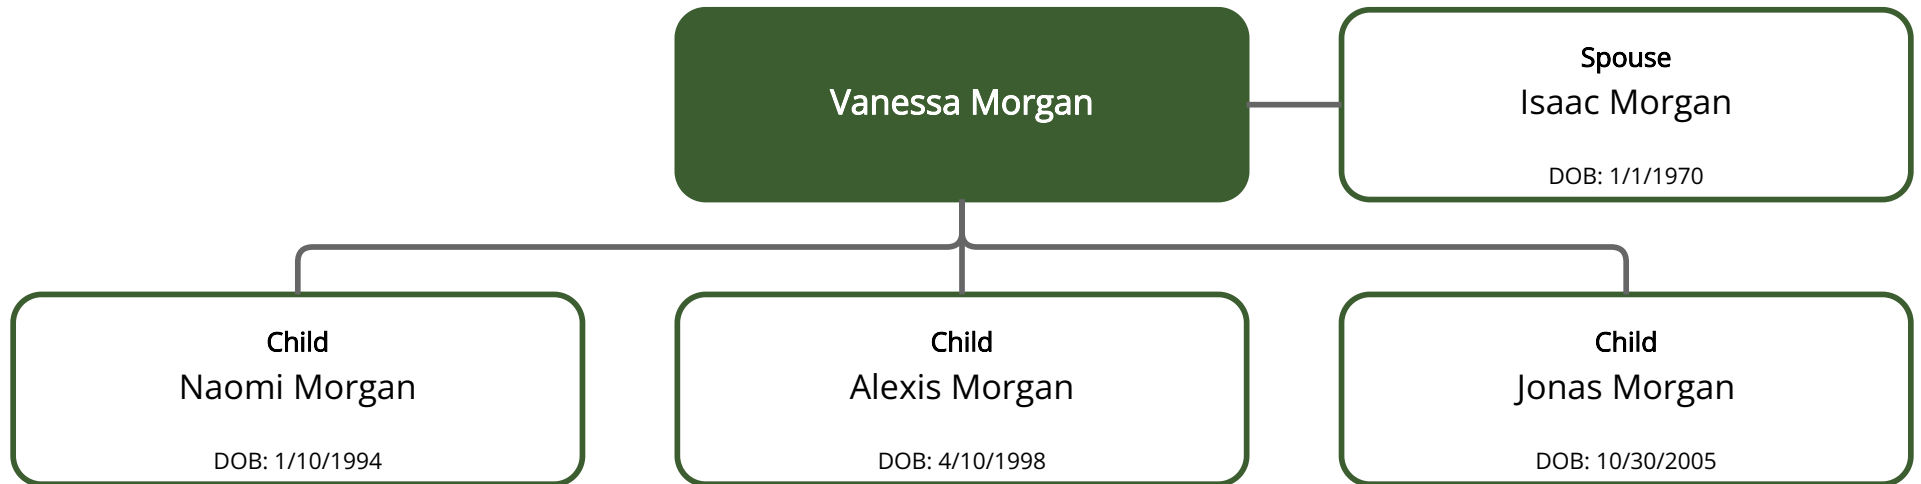 Vanessa Morgan
Spouse
Isaac Morgan
DOB: 1/1/1970
Child
Naomi Morgan
DOB: 1/10/1994
Child
Alexis Morgan
DOB: 4/10/1998
Child
Jonas Morgan
DOB: 10/30/2005